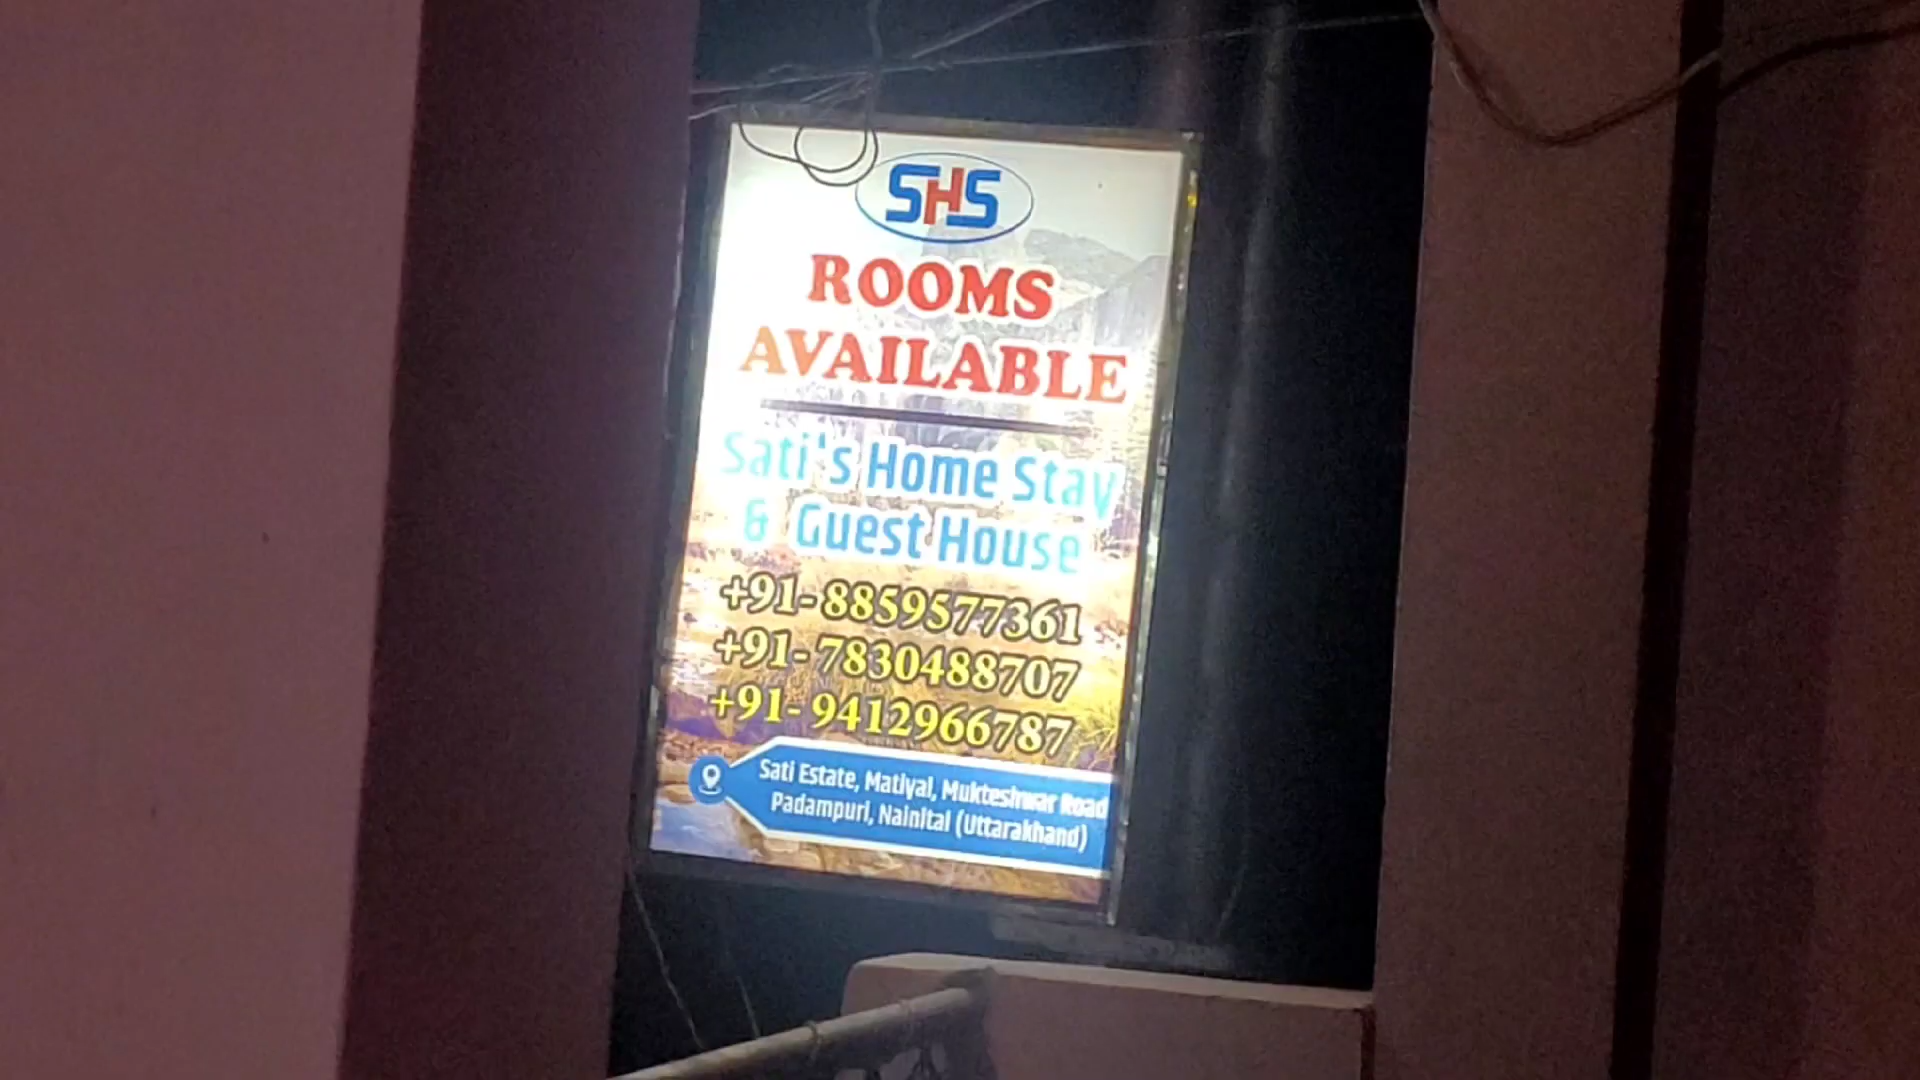 SHS
ROOMS
AVAILABLE
Sati's Home Stay
& Guest House
+91- 8859577361
+91- 7830488707
+91- 9412966787
Sati Estate, Matiyal, Mukteshwar Road
Padampuri, Nainital (Uttarakhand)